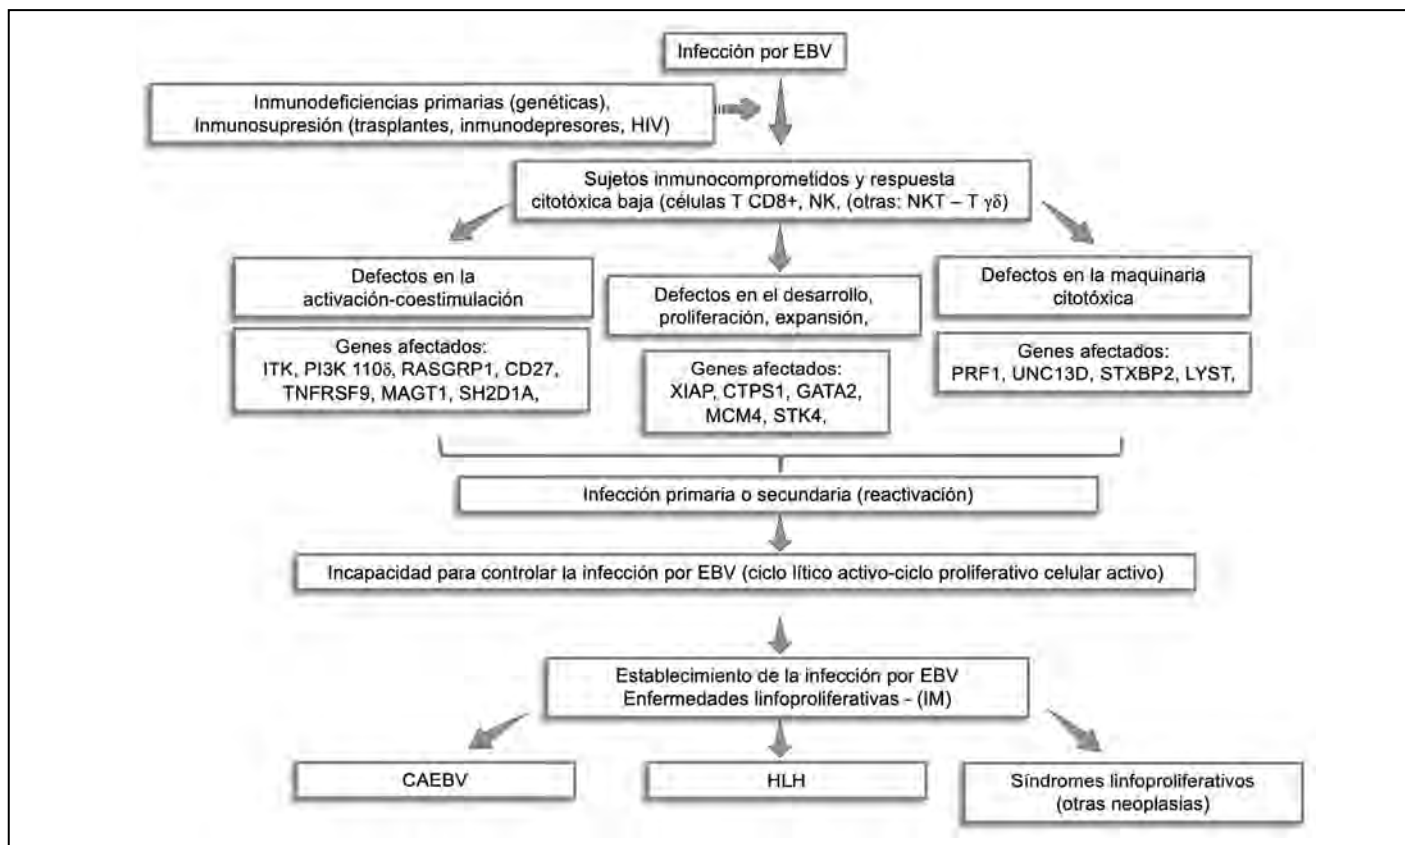 Infección por EBV
Inmunodeficiencias primarias (genéticas),
Inmunosupresión (trasplantes, inmunodepresores, HIV)
Sujetos inmunocomprometidos y respuesta
citotóxica baja (células T CD8+, NK, (otras: NKT – T γδ)
Defectos en la
activación-coestimulación
Genes afectados:
ITK, PI3K 110δ, RASGRP1, CD27,
TNFRSF9, MAGT1, SH2D1A,
Defectos en el desarrollo,
proliferación, expansión,
Genes afectados:
XIAP, CTPS1, GATA2,
MCM4, STK4,
Defectos en la maquinaria
citotóxica
Genes afectados:
PRF1, UNC13D, STXBP2, LYST,
Infección primaria o secundaria (reactivación)
Incapacidad para controlar la infección por EBV (ciclo lítico activo-ciclo proliferativo celular activo)
Establecimiento de la infección por EBV
Enfermedades linfoproliferativas - (IM)
CAEBV
HLH
Síndromes linfoproliferativos
(otras neoplasias)